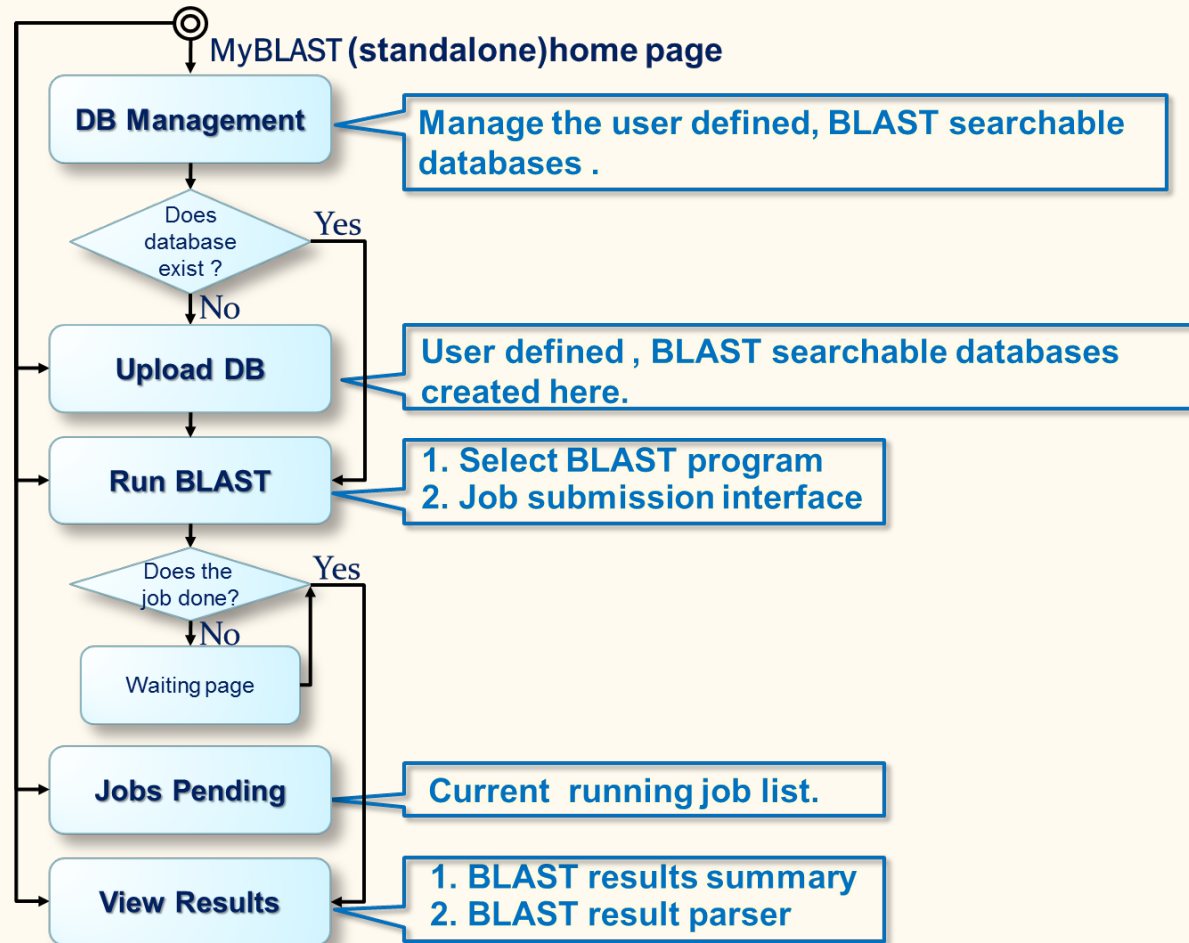 MyBLAST (standalone)home page
DB Management
Manage the user defined, BLAST searchable
databases .
Does
database
exist ?
Yes
No
Upload DB
User defined , BLAST searchable databases
created here.
Run BLAST
1. Select BLAST program
2. Job submission interface
Does the
job done?
Yes
No
Waiting page
Jobs Pending
Current running job list.
View Results
1. BLAST results summary
2. BLAST result parser